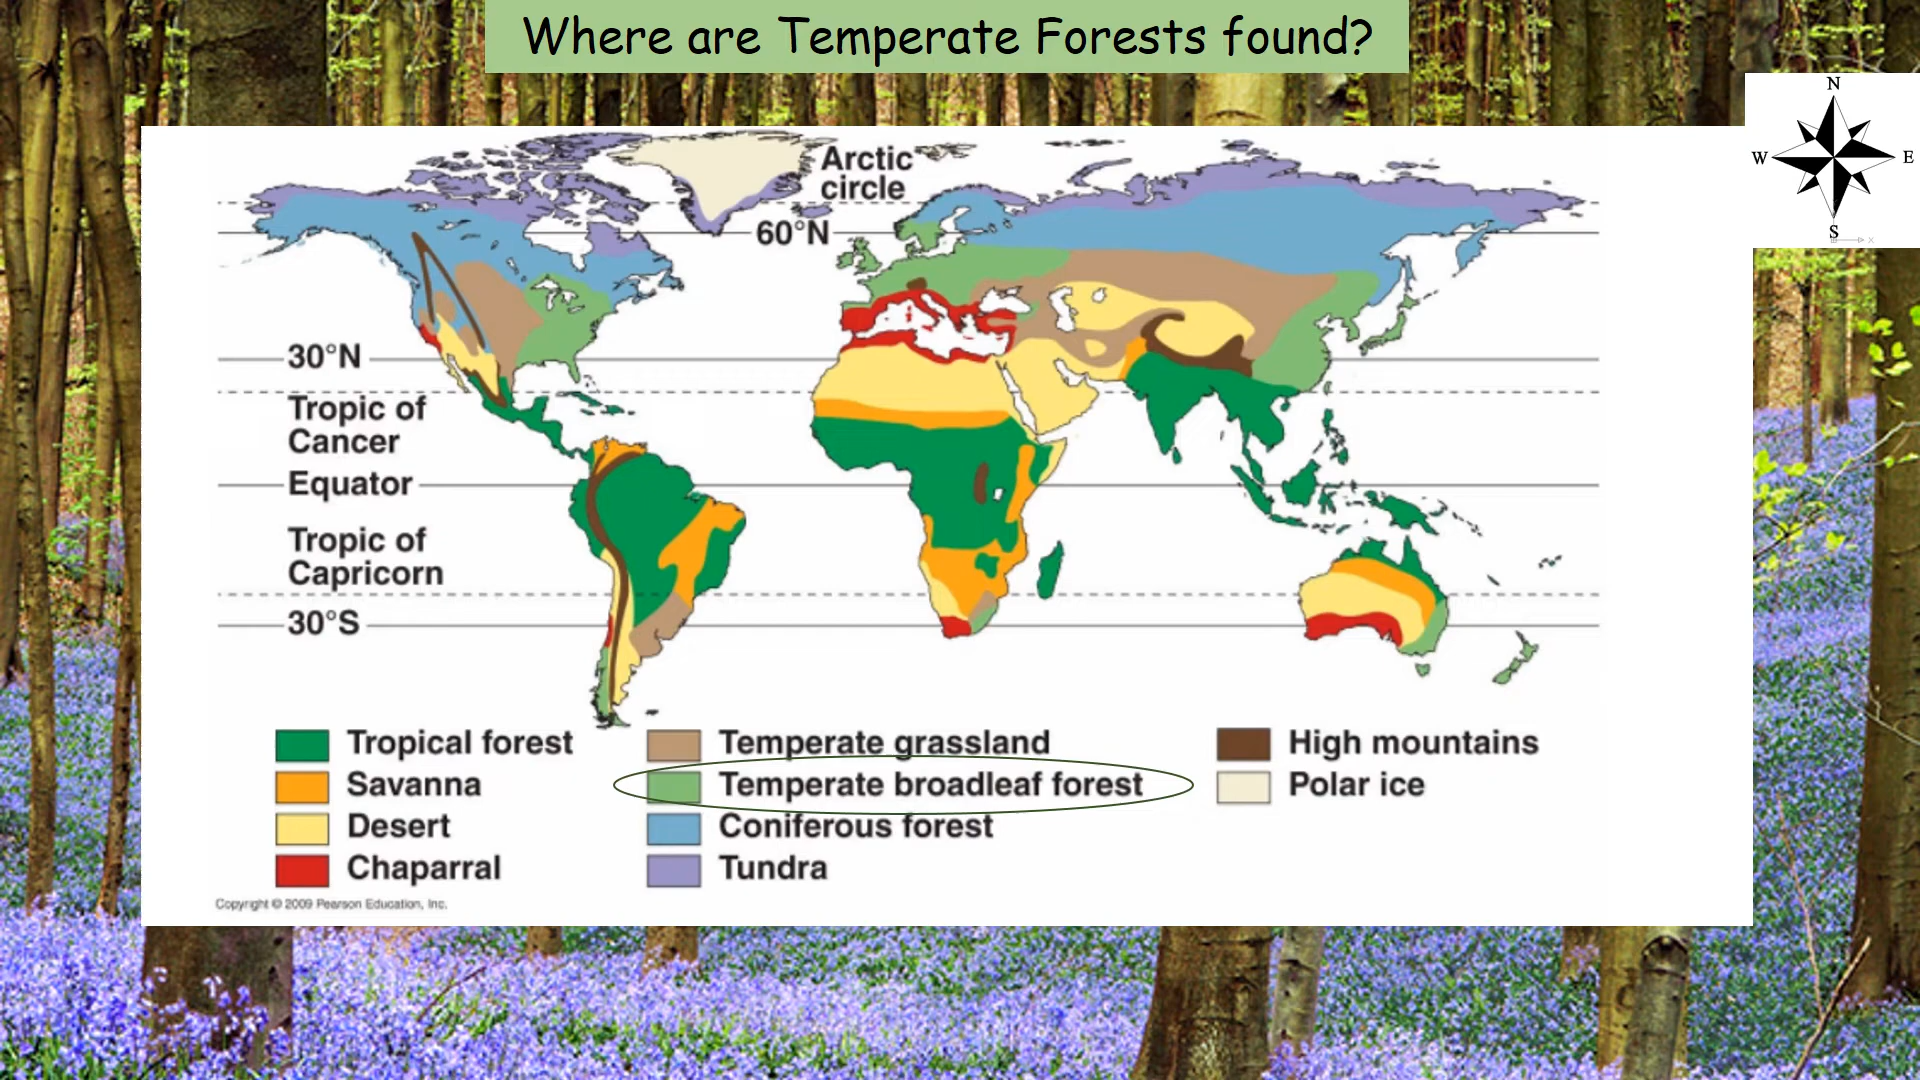 Where are Temperate Forests found?
N
W
E
S
x
Arctic
circle
60°N
30°N
Tropic of
Cancer
Equator
Tropic of
Capricorn
30°S
Tropical forest
Savanna
Desert
Chaparral
Temperate grassland
Temperate broadleaf forest
Coniferous forest
Tundra
High mountains
Polar ice
Copyright © 2009 Pearson Education, Inc.